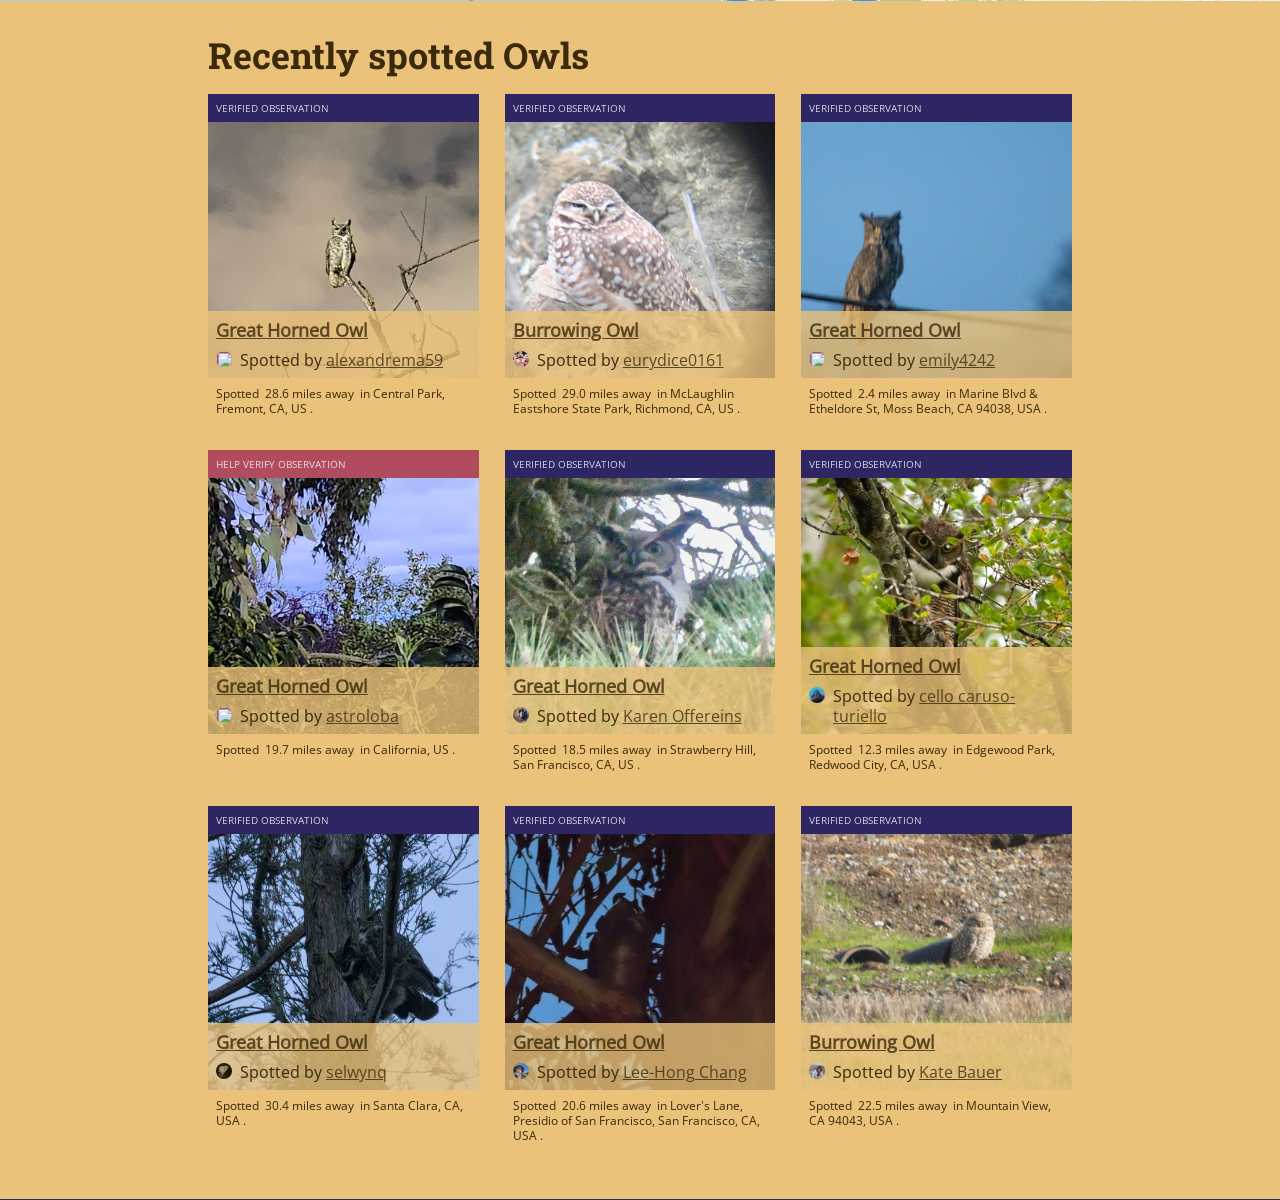 Recently spotted Owls
VERIFIED OBSERVATION
Great Horned Owl
Spotted by alexandrema59
Spotted 28.6 miles away in Central Park,
Fremont, CA, US .
VERIFIED OBSERVATION
Burrowing Owl
Spotted by eurydice0161
Spotted 29.0 miles away in McLaughlin
Eastshore State Park, Richmond, CA, US .
VERIFIED OBSERVATION
Great Horned Owl
Spotted by emily4242
Spotted 2.4 miles away in Marine Blvd &
Etheldore St, Moss Beach, CA 94038, USA .
HELP VERIFY OBSERVATION
Great Horned Owl
Spotted by astroloba
Spotted 19.7 miles away in California, US .
VERIFIED OBSERVATION
Great Horned Owl
Spotted by Karen Offereins
Spotted 18.5 miles away in Strawberry Hill,
San Francisco, CA, US .
VERIFIED OBSERVATION
Great Horned Owl
Spotted by cello caruso-
turiello
Spotted 12.3 miles away in Edgewood Park,
Redwood City, CA, USA .
VERIFIED OBSERVATION
Great Horned Owl
Spotted by selwynq
Spotted 30.4 miles away in Santa Clara, CA,
USA .
VERIFIED OBSERVATION
Great Horned Owl
Spotted by Lee-Hong Chang
Spotted 20.6 miles away in Lover's Lane,
Presidio of San Francisco, San Francisco, CA,
USA .
VERIFIED OBSERVATION
Burrowing Owl
Spotted by Kate Bauer
Spotted 22.5 miles away in Mountain View,
CA 94043, USA .